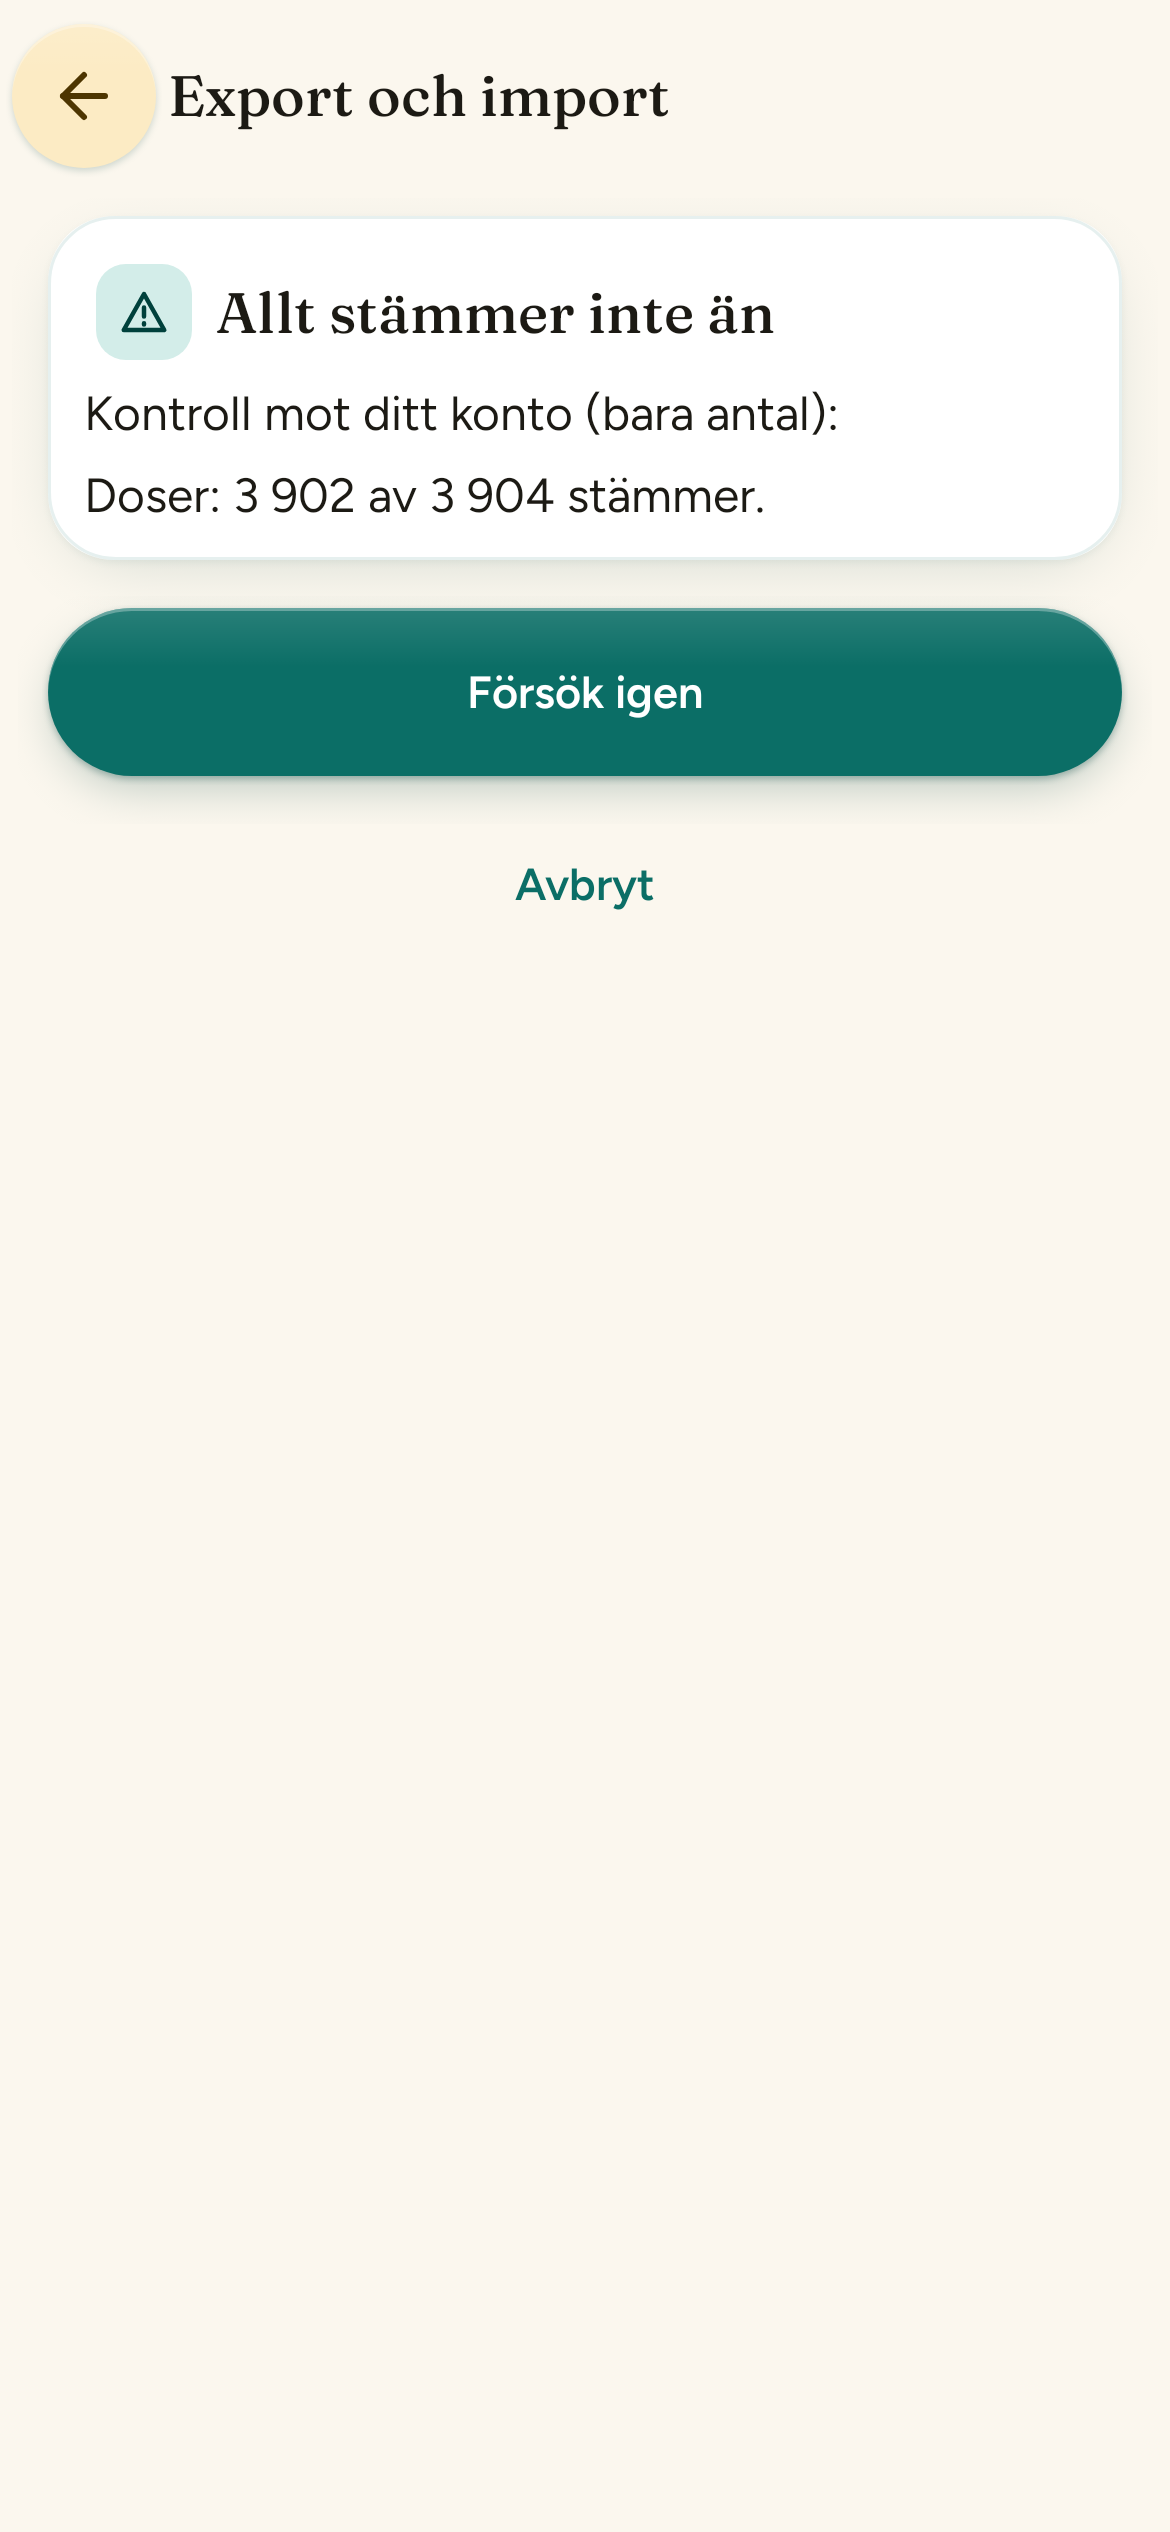 Export och import
Allt stämmer inte än
Kontroll mot ditt konto (bara antal):
Doser: 3 902 av 3 904 stämmer.
Försök igen
Avbryt